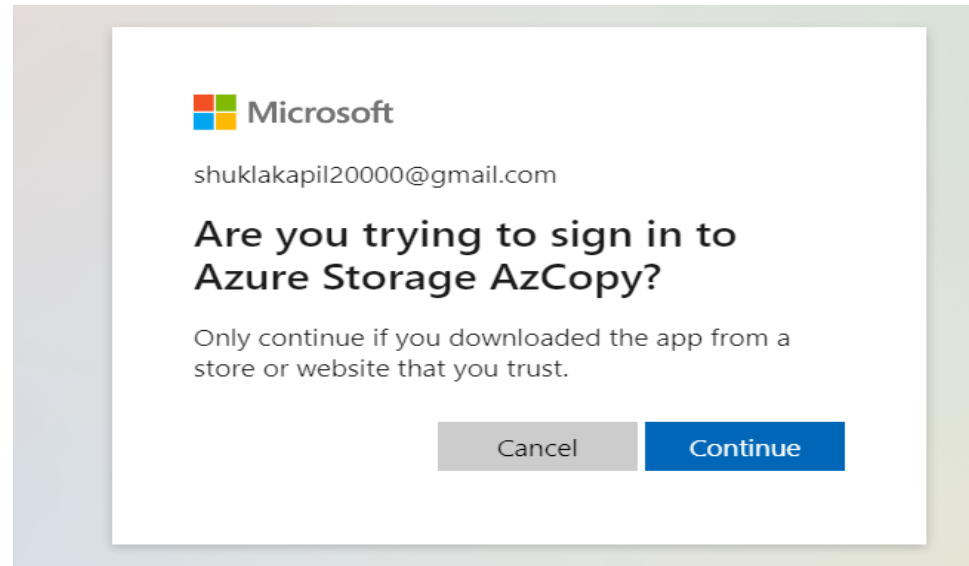 Microsoft
shuklakapil20000@gmail.com
Are you trying to sign in to
Azure Storage AzCopy?
Only continue if you downloaded the app from a
store or website that you trust.
Cancel Continue